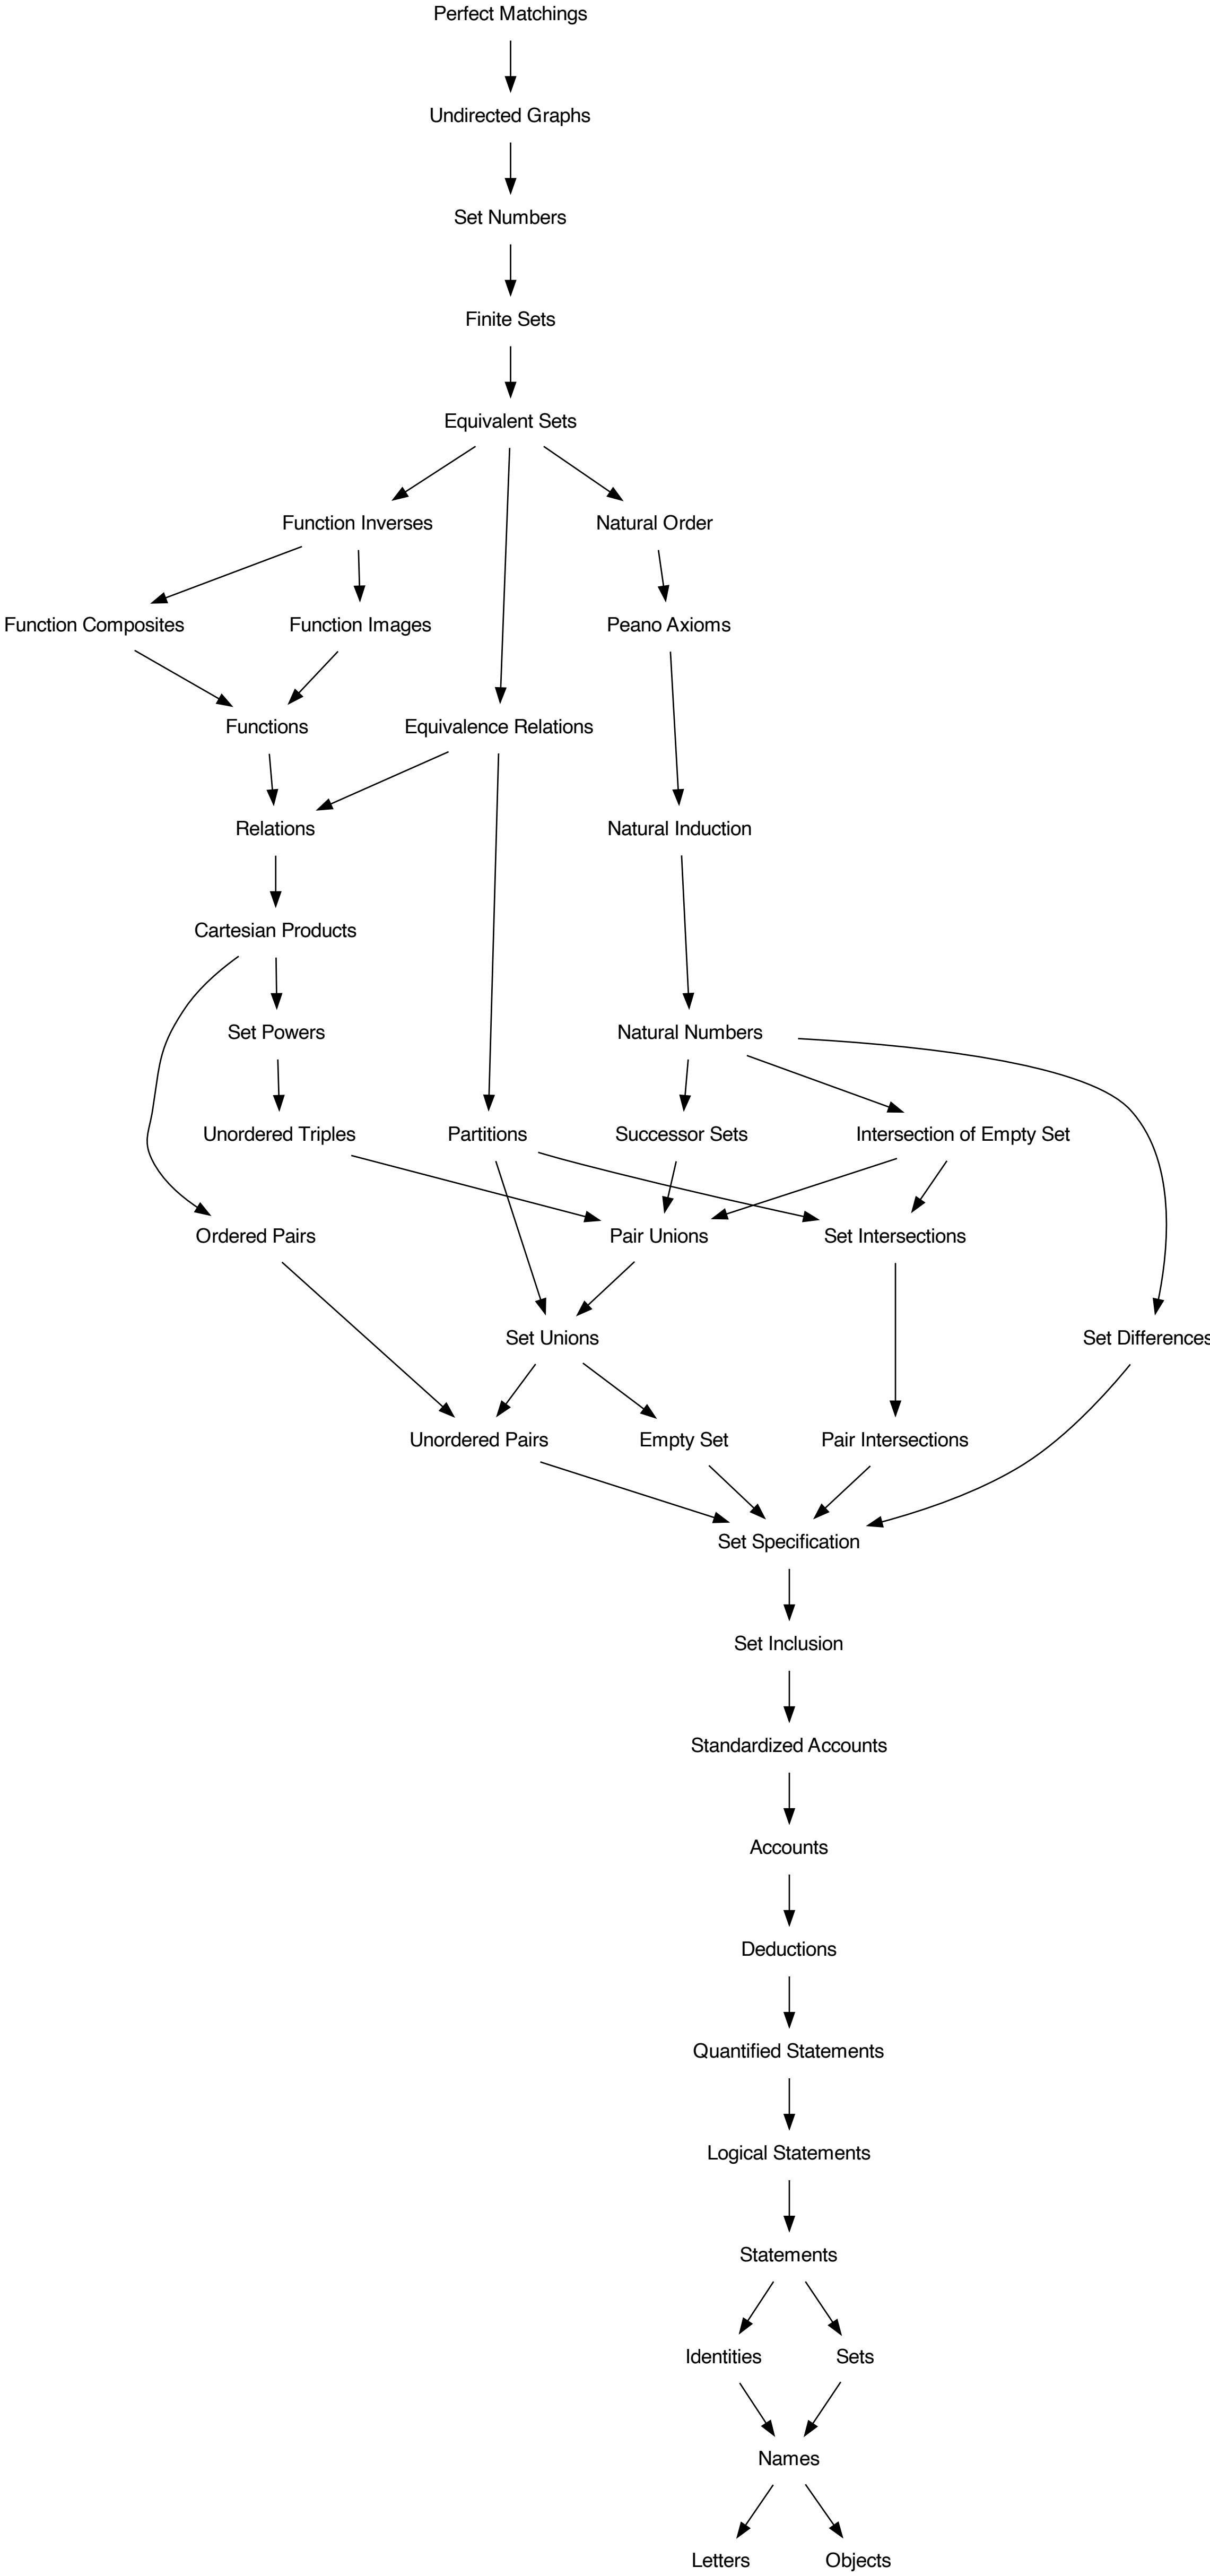 Perfect Matchings
Undirected Graphs
Set Numbers
Finite Sets
Equivalent Sets
Function Inverses
Natural Order
Function Composites
Function Images
Peano Axioms
Functions
Equivalence Relations
Relations
Natural Induction
Cartesian Products
Set Powers
Natural Numbers
Unordered Triples
Partitions
Successor Sets
Intersection of Empty Set
Ordered Pairs
Pair Unions
Set Intersections
Set Unions
Set Differences
Unordered Pairs
Empty Set
Pair Intersections
Set Specification
Set Inclusion
Standardized Accounts
Accounts
Deductions
Quantified Statements
Logical Statements
Statements
Identities
Sets
Names
Letters
Objects